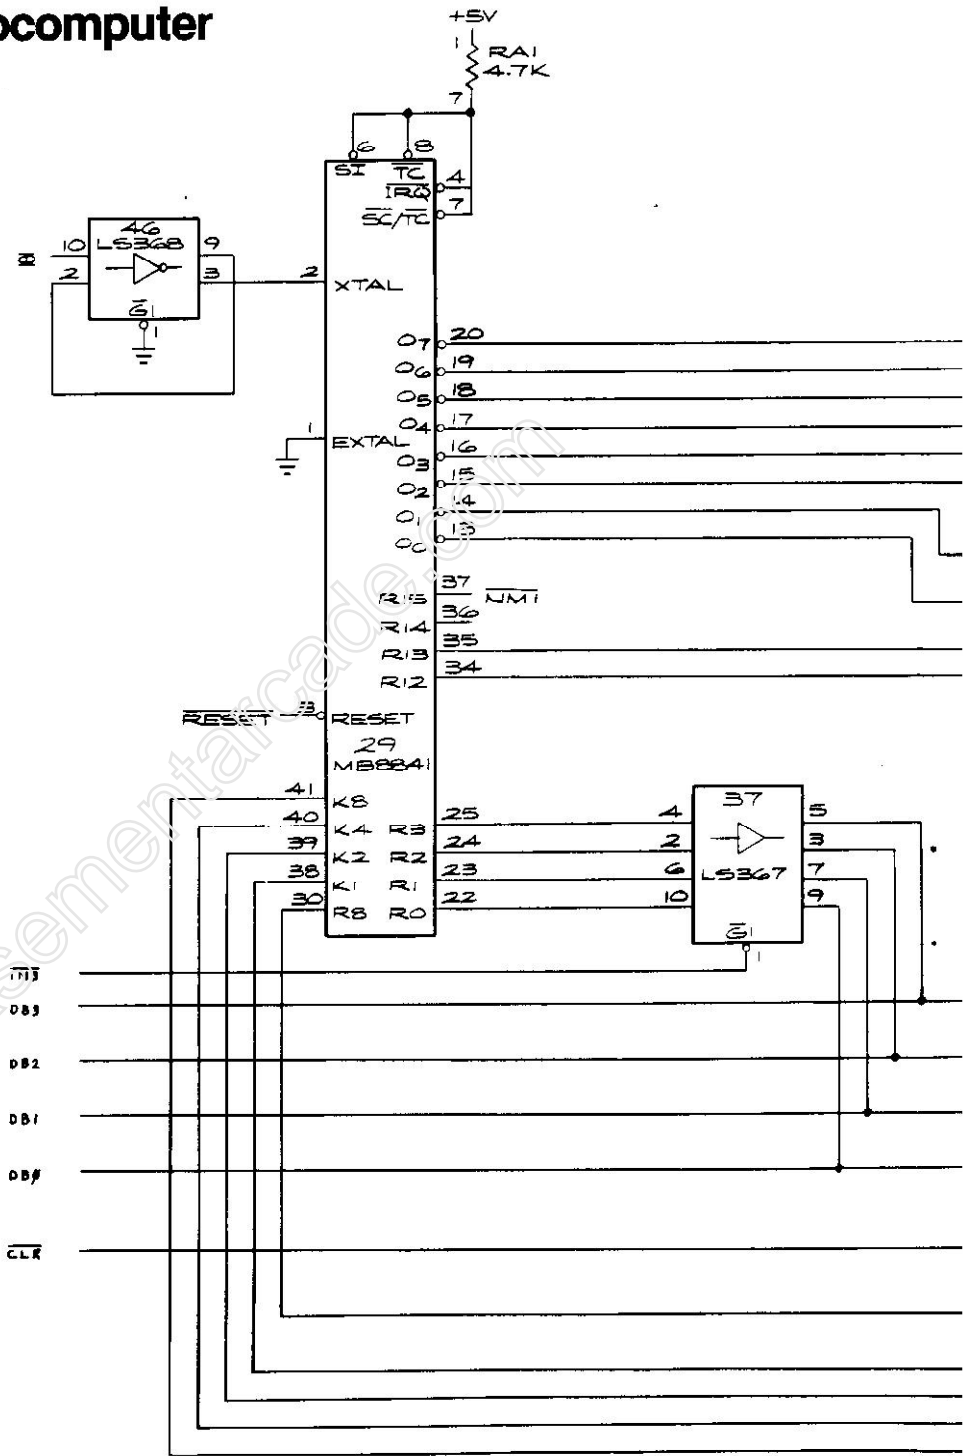 ocomputer
+5V
1
RA1
4.7K
7
6 8
SI TC
IRQ 4
SC/TC 7
46
10 LS368 9
2 3
G1
1
2 XTAL
O7 20
O6 19
O5 18
O4 17
1 EXTAL
O3 16
O2 15
O1 14
O0 13
R15 37 NMI
R14 36
R13 35
R12 34
RESET 3 RESET
29
MB8841
41 K8
40 K4 R3 25
39 K2 R2 24
38 K1 R1 23
30 R8 R0 22
37
4 5
2 3
6 LS367 7
10 9
G1
1
DB3
DB2
DB1
DB0
CLR
sementarcade.com